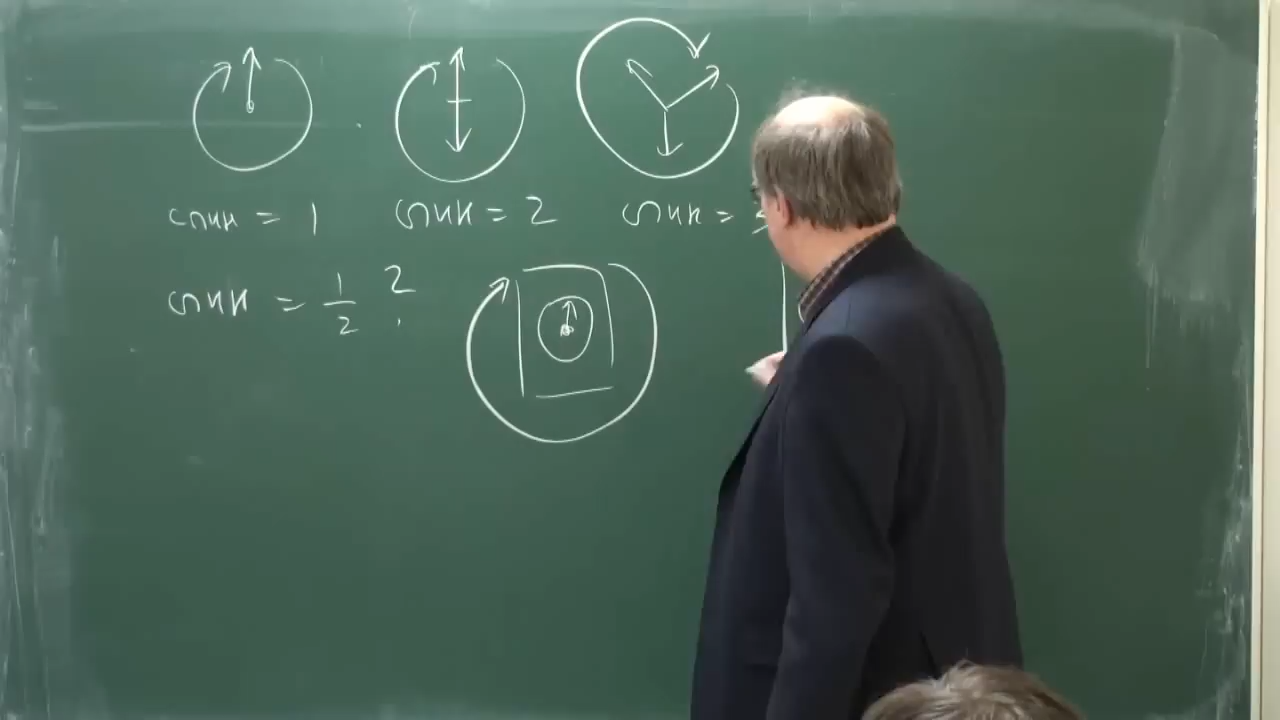 спин = 1 спин = 2 спин =
спин = 1/2 ?